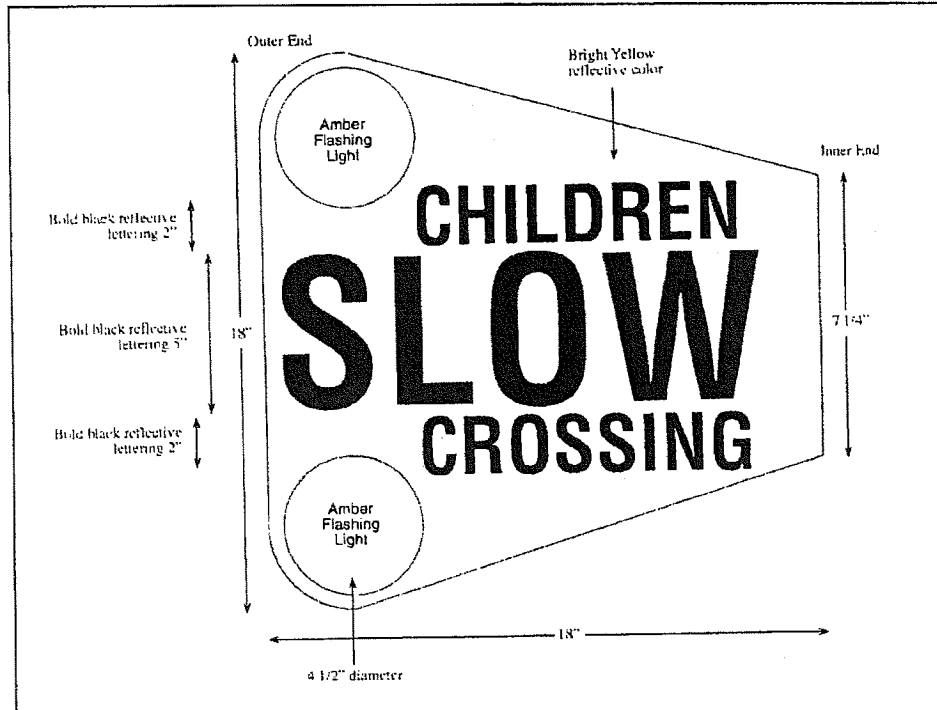 Outer End
Bright Yellow
reflective color
Amber
Flashing
Light
Inner End
CHILDREN
Bold black reflective
lettering 2"
SLOW
Bold black reflective
lettering 5"
18"
7 1/4"
CROSSING
Bold black reflective
lettering 2"
Amber
Flashing
Light
18"
4 1/2" diameter